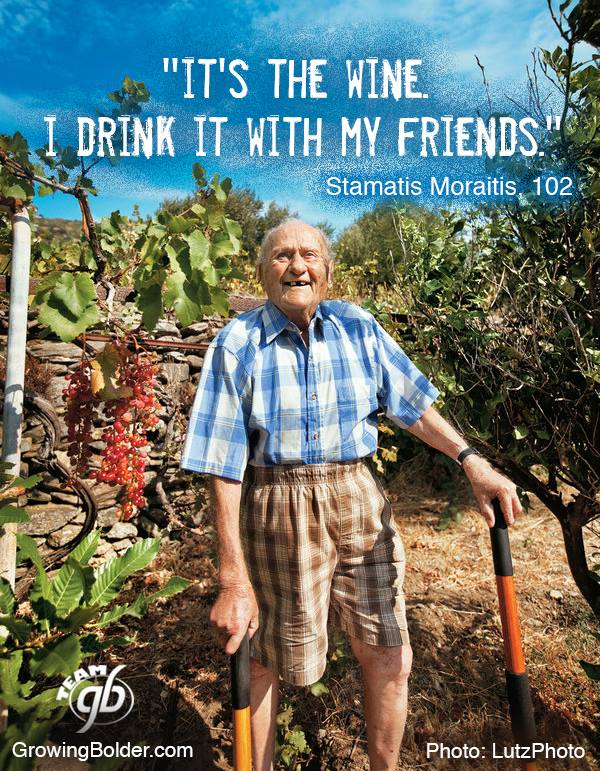 "IT'S THE WINE.
I DRINK IT WITH MY FRIENDS."
Stamatis Moraitis, 102
TEAM
gb
GrowingBolder.com
Photo: LutzPhoto